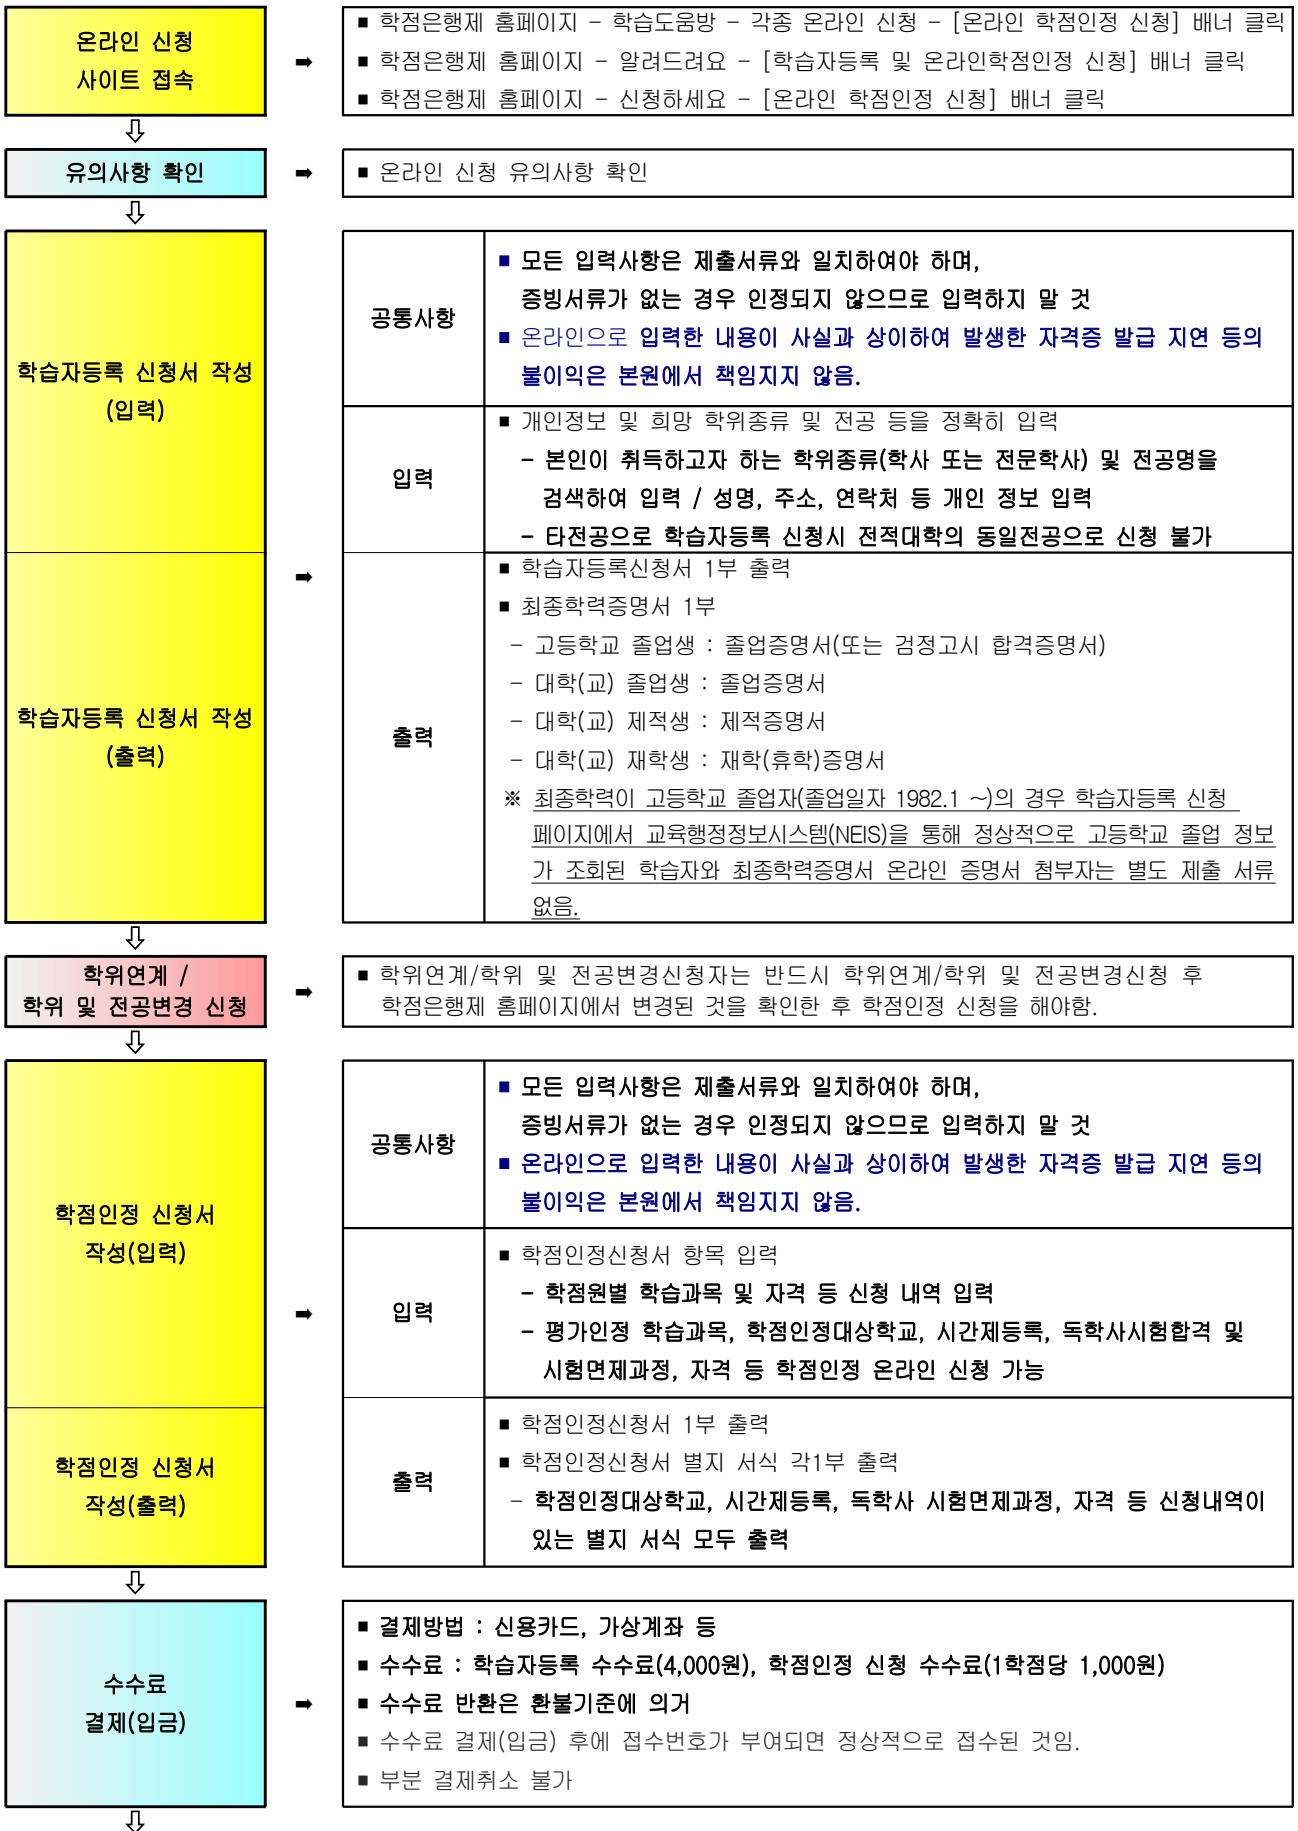 온라인 신청
사이트 접속
➡
■ 학점은행제 홈페이지 - 학습도움방 - 각종 온라인 신청 - [온라인 학점인정 신청] 배너 클릭
■ 학점은행제 홈페이지 - 알려드려요 - [학습자등록 및 온라인학점인정 신청] 배너 클릭
■ 학점은행제 홈페이지 - 신청하세요 - [온라인 학점인정 신청] 배너 클릭
⇩
유의사항 확인
➡
■ 온라인 신청 유의사항 확인
⇩
학습자등록 신청서 작성
(입력)
공통사항
■ 모든 입력사항은 제출서류와 일치하여야 하며,
증빙서류가 없는 경우 인정되지 않으므로 입력하지 말 것
■ 온라인으로 입력한 내용이 사실과 상이하여 발생한 자격증 발급 지연 등의
불이익은 본원에서 책임지지 않음.
입력
■ 개인정보 및 희망 학위종류 및 전공 등을 정확히 입력
- 본인이 취득하고자 하는 학위종류(학사 또는 전문학사) 및 전공명을
검색하여 입력 / 성명, 주소, 연락처 등 개인 정보 입력
- 타전공으로 학습자등록 신청시 전적대학의 동일전공으로 신청 불가
➡
학습자등록 신청서 작성
(출력)
출력
■ 학습자등록신청서 1부 출력
■ 최종학력증명서 1부
- 고등학교 졸업생 : 졸업증명서(또는 검정고시 합격증명서)
- 대학(교) 졸업생 : 졸업증명서
- 대학(교) 제적생 : 제적증명서
- 대학(교) 재학생 : 재학(휴학)증명서
※ 최종학력이 고등학교 졸업자(졸업일자 1982.1 ~)의 경우 학습자등록 신청
페이지에서 교육행정정보시스템(NEIS)을 통해 정상적으로 고등학교 졸업 정보
가 조회된 학습자와 최종학력증명서 온라인 증명서 첨부자는 별도 제출 서류
없음.
⇩
학위연계 /
학위 및 전공변경 신청
➡
■ 학위연계/학위 및 전공변경신청자는 반드시 학위연계/학위 및 전공변경신청 후
학점은행제 홈페이지에서 변경된 것을 확인한 후 학점인정 신청을 해야함.
⇩
학점인정 신청서
작성(입력)
공통사항
■ 모든 입력사항은 제출서류와 일치하여야 하며,
증빙서류가 없는 경우 인정되지 않으므로 입력하지 말 것
■ 온라인으로 입력한 내용이 사실과 상이하여 발생한 자격증 발급 지연 등의
불이익은 본원에서 책임지지 않음.
➡
입력
■ 학점인정신청서 항목 입력
- 학점원별 학습과목 및 자격 등 신청 내역 입력
- 평가인정 학습과목, 학점인정대상학교, 시간제등록, 독학사시험합격 및
시험면제과정, 자격 등 학점인정 온라인 신청 가능
학점인정 신청서
작성(출력)
출력
■ 학점인정신청서 1부 출력
■ 학점인정신청서 별지 서식 각1부 출력
- 학점인정대상학교, 시간제등록, 독학사 시험면제과정, 자격 등 신청내역이
있는 별지 서식 모두 출력
⇩
수수료
결제(입금)
➡
■ 결제방법 : 신용카드, 가상계좌 등
■ 수수료 : 학습자등록 수수료(4,000원), 학점인정 신청 수수료(1학점당 1,000원)
■ 수수료 반환은 환불기준에 의거
■ 수수료 결제(입금) 후에 접수번호가 부여되면 정상적으로 접수된 것임.
■ 부분 결제취소 불가
⇩